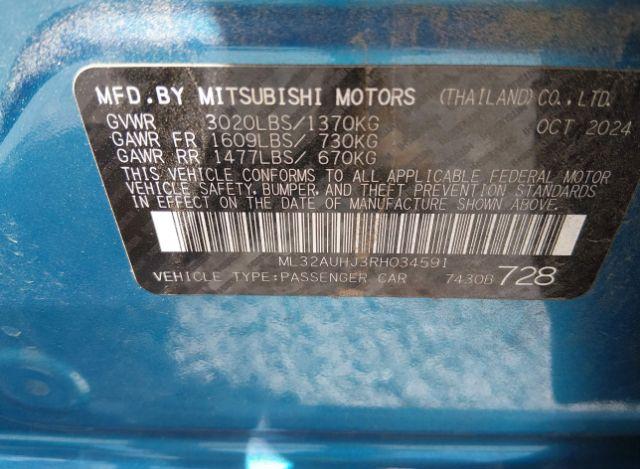 MFD.BY MITSUBISHI MOTORS (THAILAND)CO.,LTD.
GVWR 3020LBS/1370KG OCT 2024
GAWR FR 1609LBS/ 730KG
GAWR RR 1477LBS/ 670KG
THIS VEHICLE CONFORMS TO ALL APPLICABLE FEDERAL MOTOR
VEHICLE SAFETY, BUMPER, AND THEFT PREVENTION STANDARDS
IN EFFECT ON THE DATE OF MANUFACTURE SHOWN ABOVE.
ML32AUHJ3RH034591
VEHICLE TYPE:PASSENGER CAR 7430B 728